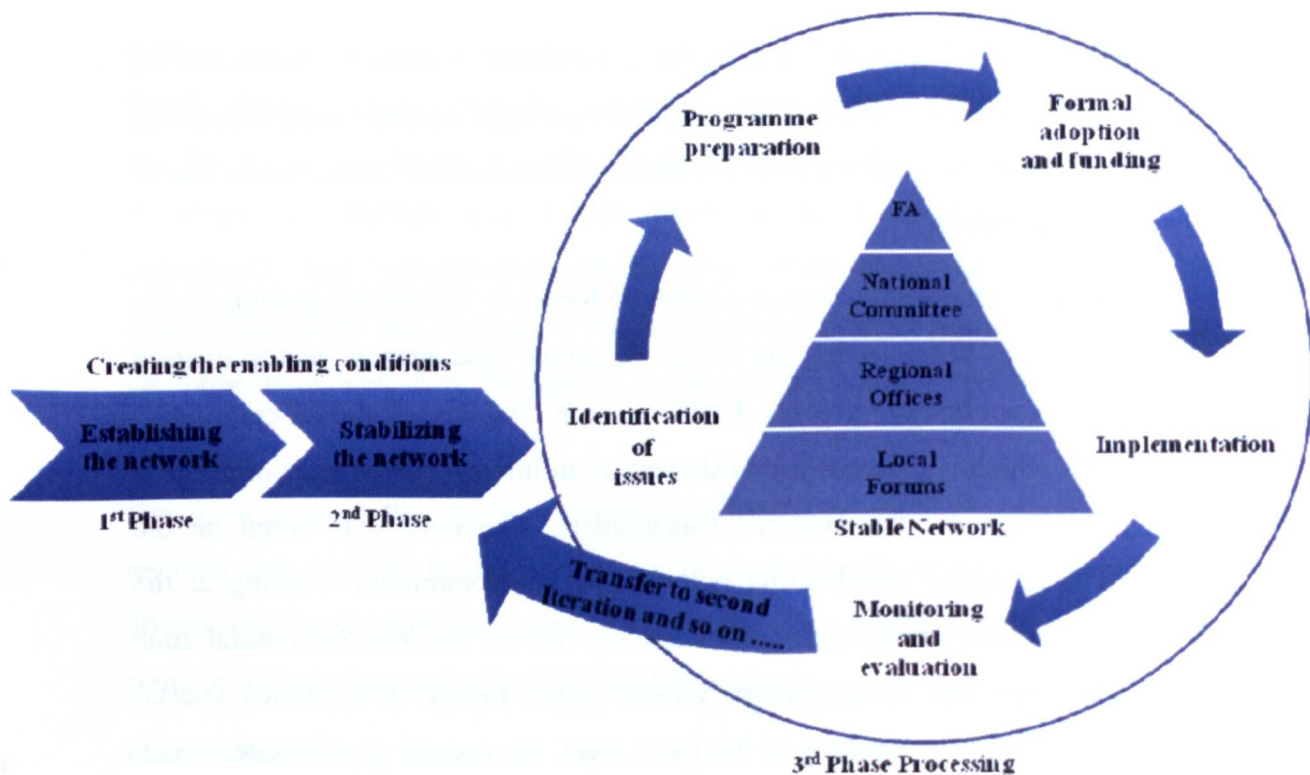 Creating the enabling conditions
Establishing
the network
1st Phase
Stabilizing
the network
2nd Phase
Identification
of
issues
Programme
preparation
Formal
adoption
and funding
Implementation
Monitoring
and
evaluation
Transfer to second
Iteration and so on .....
FA
National
Committee
Regional
Offices
Local
Forums
Stable Network
3rd Phase Processing